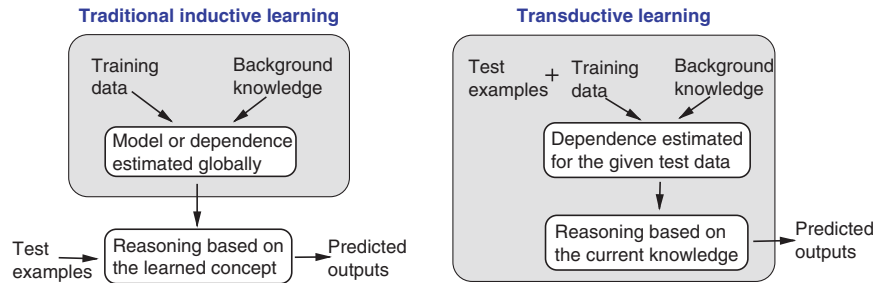 Traditional inductive learning
Training
data
Background
knowledge
Model or dependence
estimated globally
Test
examples
Reasoning based on
the learned concept
Predicted
outputs
Transductive learning
Test
examples
+
Training
data
Background
knowledge
Dependence estimated
for the given test data
Reasoning based on
the current knowledge
Predicted
outputs